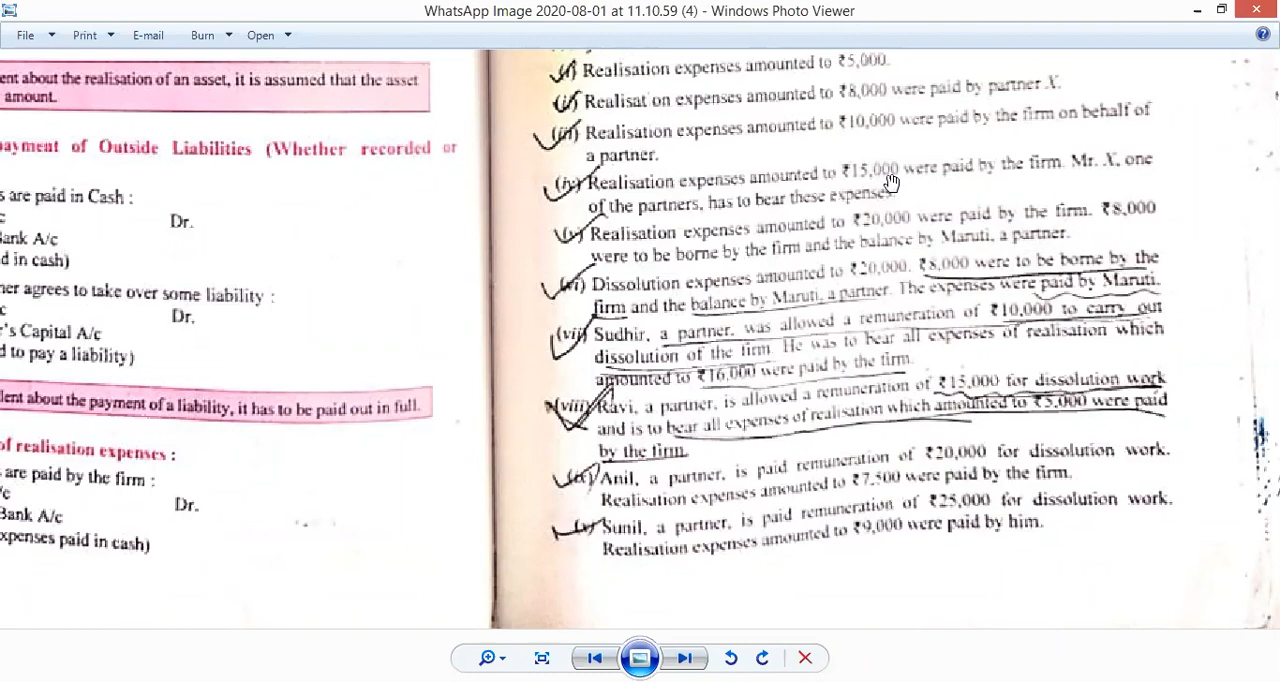 WhatsApp Image 2020-08-01 at 11.10.59 (4) - Windows Photo Viewer
File Print E-mail Burn Open
ent about the realisation of an asset, it is assumed that the asset
amount.
payment of Outside Liabilities (Whether recorded or
s are paid in Cash :
Dr.
Bank A/c
d in cash)
ner agrees to take over some liability :
Dr.
r's Capital A/c
d to pay a liability)
lent about the payment of a liability, it has to be paid out in full.
of realisation expenses :
are paid by the firm :
Dr.
Bank A/c
xpenses paid in cash)
(i) Realisation expenses amounted to ₹5,000.
(ii) Realisat on expenses amounted to ₹8,000 were paid by partner X.
(iii) Realisation expenses amounted to ₹10,000 were paid by the firm on behalf of
a partner.
(iv) Realisation expenses amounted to ₹15,000 were paid by the firm. Mr. X, one
of the partners, has to bear these expenses.
(v) Realisation expenses amounted to ₹20,000 were paid by the firm. ₹8,000
were to be borne by the firm and the balance by Maruti, a partner.
(vi) Dissolution expenses amounted to ₹20,000. ₹8,000 were to be borne by the
firm and the balance by Maruti, a partner. The expenses were paid by Maruti.
(vii) Sudhir, a partner, was allowed a remuneration of ₹10,000 to carry out
dissolution of the firm. He was to bear all expenses of realisation which
amounted to ₹16,000 were paid by the firm.
(viii) Ravi, a partner, is allowed a remuneration of ₹15,000 for dissolution work
and is to bear all expenses of realisation which amounted to ₹5,000 were paid
by the firm.
(ix) Anil, a partner, is paid remuneration of ₹20,000 for dissolution work.
Realisation expenses amounted to ₹7,500 were paid by the firm.
(x) Sunil, a partner, is paid remuneration of ₹25,000 for dissolution work.
Realisation expenses amounted to ₹9,000 were paid by him.